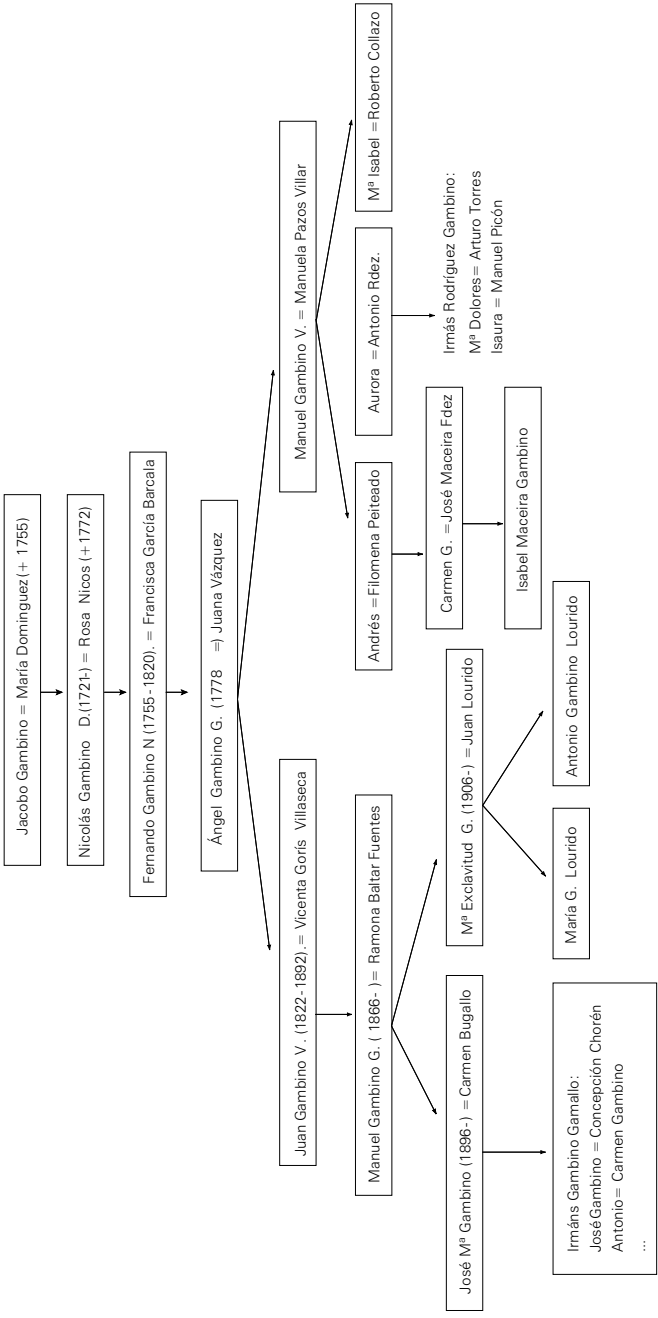 Jacobo Gambino = María Domínguez (+ 1755)
Nicolás Gambino D.(1721-) = Rosa Nicos (+1772)
Fernando Gambino N (1755-1820). = Francisca García Barcala
Ángel Gambino G. (1778 =) Juana Vázquez
Juan Gambino V. (1822-1892).= Vicenta Gorís Villaseca
Manuel Gambino V. = Manuela Pazos Villar
Manuel Gambino G. ( 1866- ) = Ramona Baltar Fuentes
Andrés = Filomena Peiteado
Aurora = Antonio Rdez.
Mª Isabel = Roberto Collazo
José Mª Gambino (1896-) = Carmen Bugallo
Mª Exclavitud G. (1906-) = Juan Lourido
Carmen G. = José Maceira Fdez
Irmás Rodríguez Gambino:
Mª Dolores= Arturo Torres
Isaura = Manuel Picón
Isabel Maceira Gambino
Irmáns Gambino Gamallo:
José Gambino = Concepción Chorén
Antonio= Carmen Gambino
...
María G. Lourido
Antonio Gambino Lourido